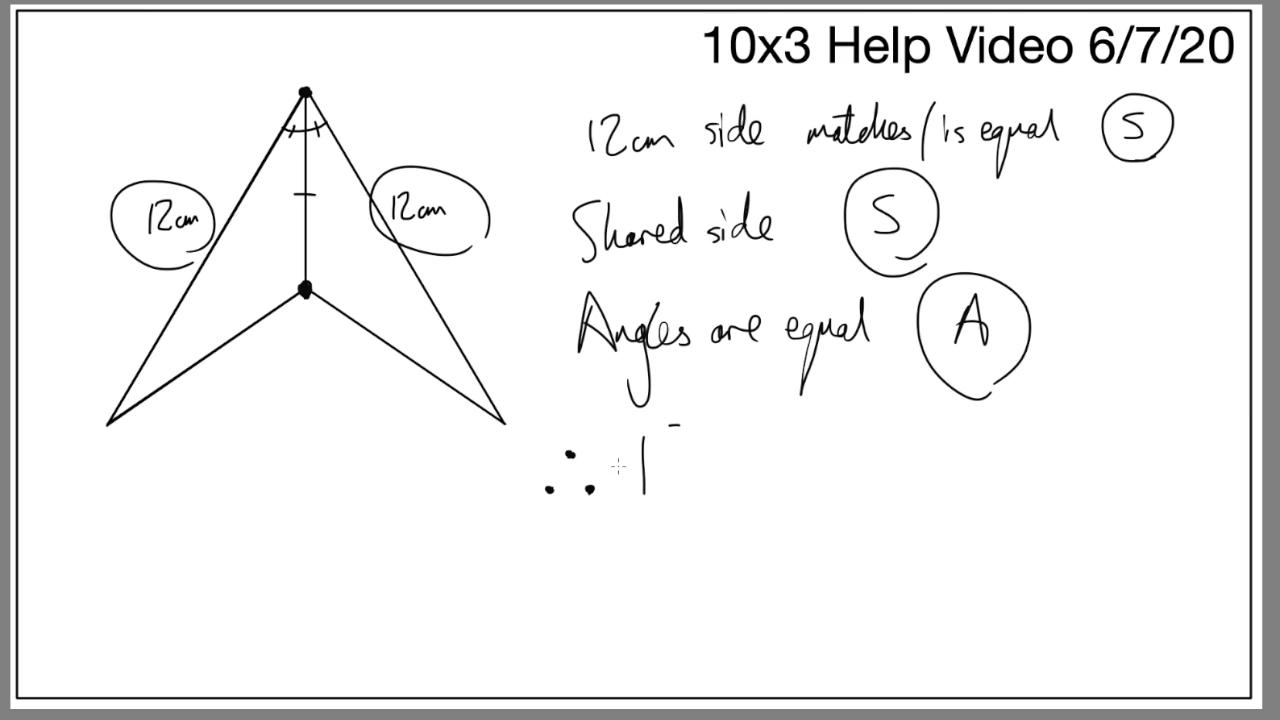 10x3 Help Video 6/7/20
12cm side matches/is equal S
12cm
12cm
Shared side S
Angles are equal A
∴